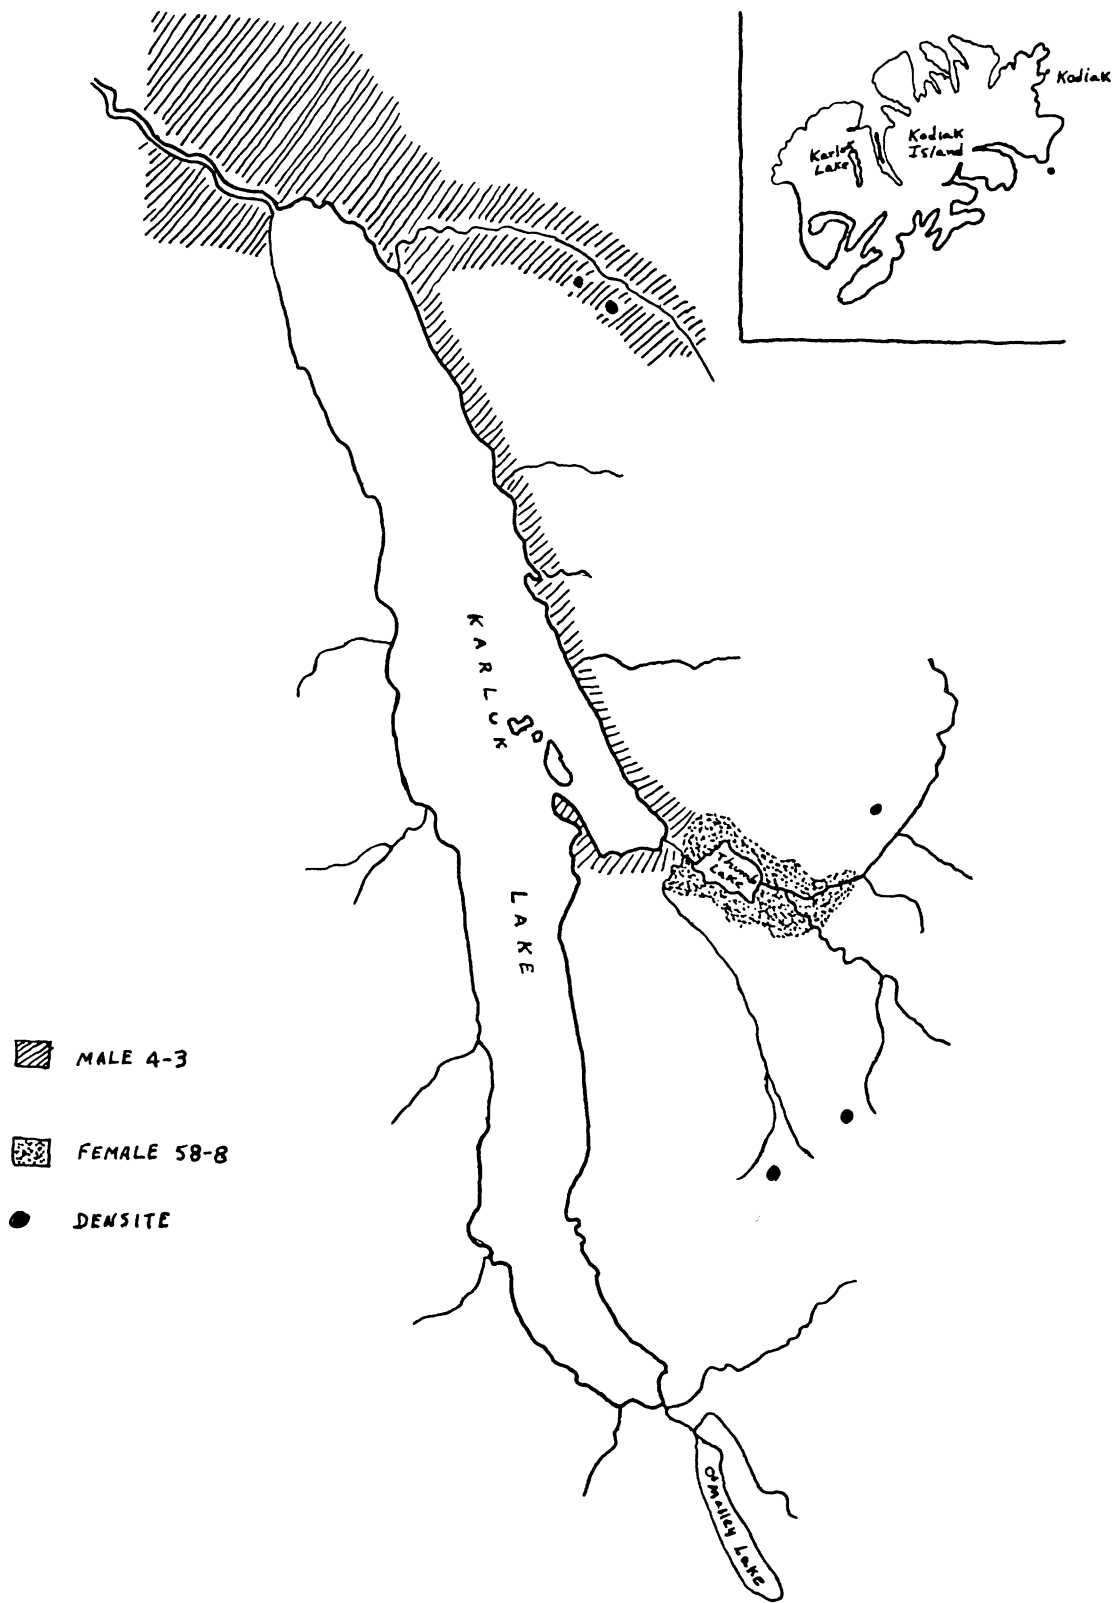 Kodiak
Kodiak
Island
Karluk
Lake
KARLUK
LAKE
Thumb
Lake
MALE 4-3
FEMALE 58-8
DENSITE
O'Malley Lake